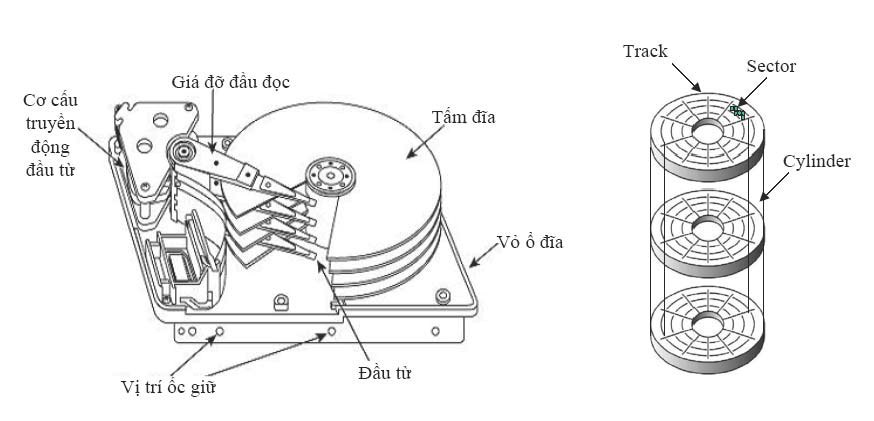 Giá đỡ đầu đọc
Cơ cấu
truyền
động
đầu từ
Tấm đĩa
Vỏ ổ đĩa
Đầu từ
Vị trí ốc giữ
Track
Sector
Cylinder